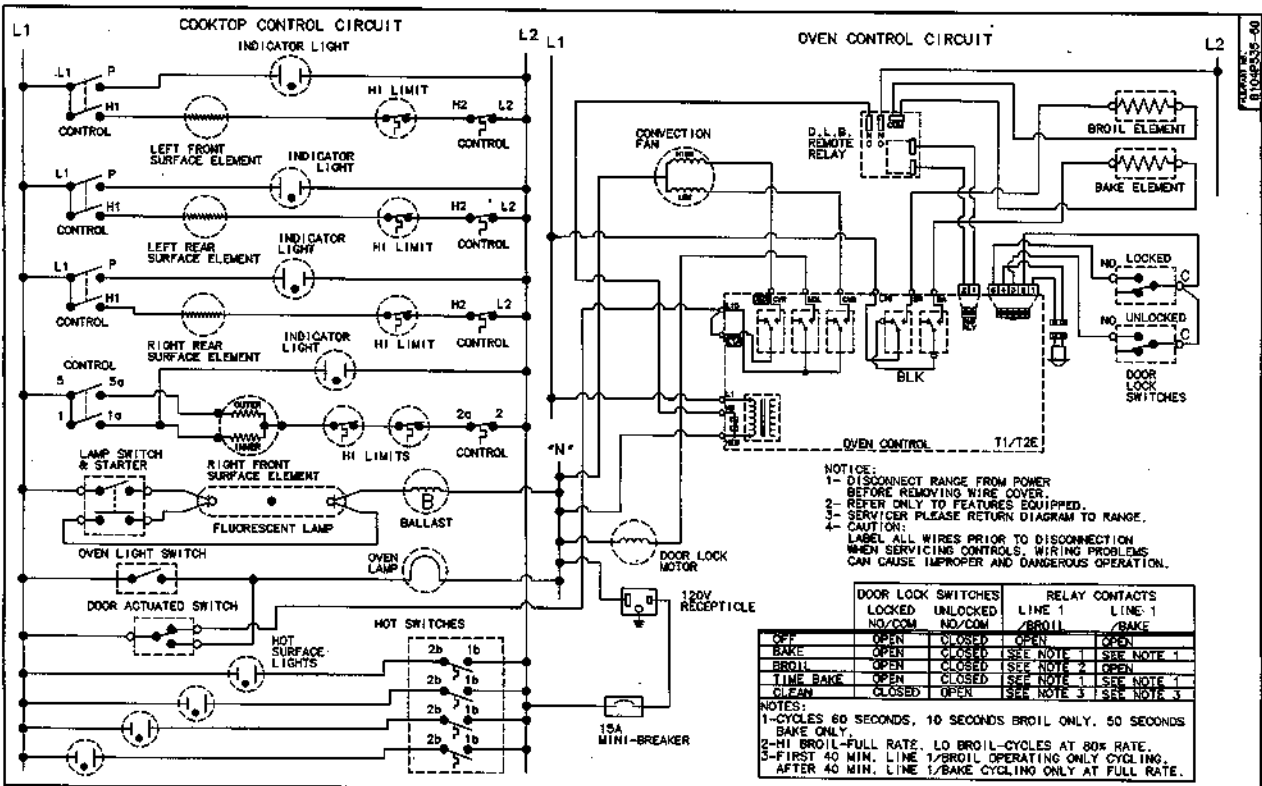 COOKTOP CONTROL CIRCUIT
L1
L2
INDICATOR LIGHT
L1
P
H1
CONTROL
LEFT FRONT
SURFACE ELEMENT
HI LIMIT
H2
L2
CONTROL
INDICATOR
LIGHT
L1
P
H1
CONTROL
LEFT REAR
SURFACE ELEMENT
HI LIMIT
H2
L2
CONTROL
INDICATOR
LIGHT
L1
P
H1
CONTROL
RIGHT REAR
SURFACE ELEMENT
HI LIMIT
H2
L2
CONTROL
INDICATOR
LIGHT
CONTROL
5
5a
1
1a
OUTER
INNER
RIGHT FRONT
SURFACE ELEMENT
HI LIMITS
2a
2
CONTROL
LAMP SWITCH
& STARTER
FLUORESCENT LAMP
B
BALLAST
OVEN LIGHT SWITCH
OVEN
LAMP
DOOR ACTUATED SWITCH
HOT
SURFACE
LIGHTS
HOT SWITCHES
2b 1b
2b 1b
2b 1b
2b 1b
OVEN CONTROL CIRCUIT
L1
L2
8104P535-60
CONVECTION
FAN
HIGH
LOW
D.L.B.
REMOTE
RELAY
N
O
N
O
COM
BROIL ELEMENT
BAKE ELEMENT
NO
LOCKED
C
NO
UNLOCKED
C
DOOR
LOCK
SWITCHES
BLK
L1
OVEN CONTROL
T1/T2E
"N"
DOOR LOCK
MOTOR
120V
RECEPTICLE
15A
MINI-BREAKER
NOTICE:
1- DISCONNECT RANGE FROM POWER
BEFORE REMOVING WIRE COVER.
2- REFER ONLY TO FEATURES EQUIPPED.
3- SERVICER PLEASE RETURN DIAGRAM TO RANGE.
4- CAUTION:
LABEL ALL WIRES PRIOR TO DISCONNECTION
WHEN SERVICING CONTROLS. WIRING PROBLEMS
CAN CAUSE IMPROPER AND DANGEROUS OPERATION.
DOOR LOCK SWITCHES RELAY CONTACTS
LOCKED UNLOCKED LINE 1 LINE 1
NO/COM NO/COM /BROIL /BAKE
OFF OPEN CLOSED OPEN OPEN
BAKE OPEN CLOSED SEE NOTE 1 SEE NOTE 1
BROIL OPEN CLOSED SEE NOTE 2 OPEN
TIME BAKE OPEN CLOSED SEE NOTE 1 SEE NOTE 1
CLEAN CLOSED OPEN SEE NOTE 3 SEE NOTE 3
NOTES:
1-CYCLES 60 SECONDS, 10 SECONDS BROIL ONLY. 50 SECONDS
BAKE ONLY.
2-HI BROIL-FULL RATE. LO BROIL-CYCLES AT 80% RATE.
3-FIRST 40 MIN. LINE 1/BROIL OPERATING ONLY CYCLING.
AFTER 40 MIN. LINE 1/BAKE CYCLING ONLY AT FULL RATE.